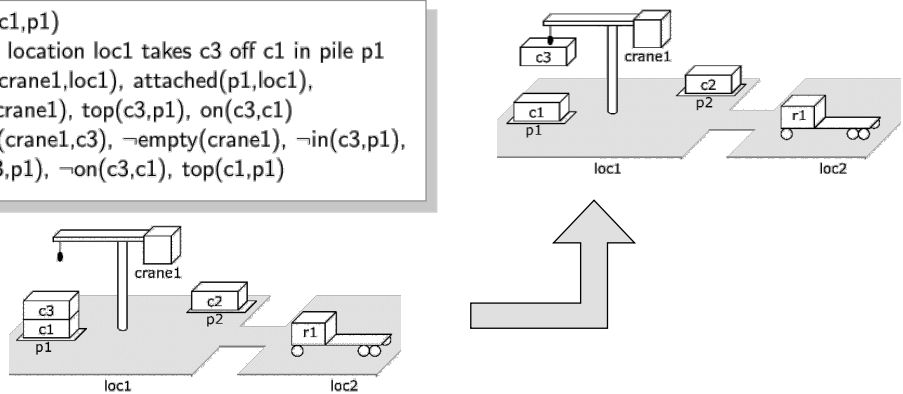 c1,p1)
location loc1 takes c3 off c1 in pile p1
crane1,loc1), attached(p1,loc1),
crane1), top(c3,p1), on(c3,c1)
(crane1,c3), ¬empty(crane1), ¬in(c3,p1),
,p1), ¬on(c3,c1), top(c1,p1)
c3
crane1
c2
p2
c1
p1
r1
loc1
loc2
crane1
c3
c1
p1
c2
p2
r1
loc1
loc2